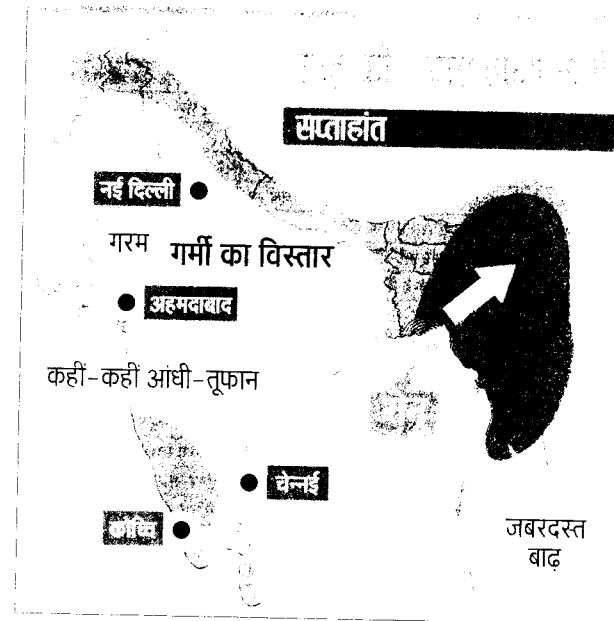 सप्ताहांत
नई दिल्ली
गरम
गर्मी का विस्तार
अहमदाबाद
कहीं-कहीं आंधी-तूफान
चेन्नई
कोच्चि
जबरदस्त
बाढ़